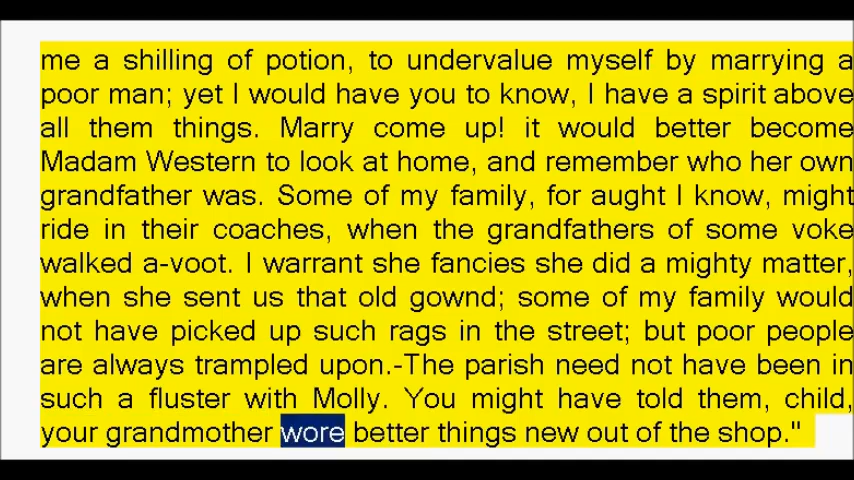 me a shilling of potion, to undervalue myself by marrying a
poor man; yet I would have you to know, I have a spirit above
all them things. Marry come up! it would better become
Madam Western to look at home, and remember who her own
grandfather was. Some of my family, for aught I know, might
ride in their coaches, when the grandfathers of some voke
walked a-voot. I warrant she fancies she did a mighty matter,
when she sent us that old gownd; some of my family would
not have picked up such rags in the street; but poor people
are always trampled upon.-The parish need not have been in
such a fluster with Molly. You might have told them, child,
your grandmother wore better things new out of the shop."